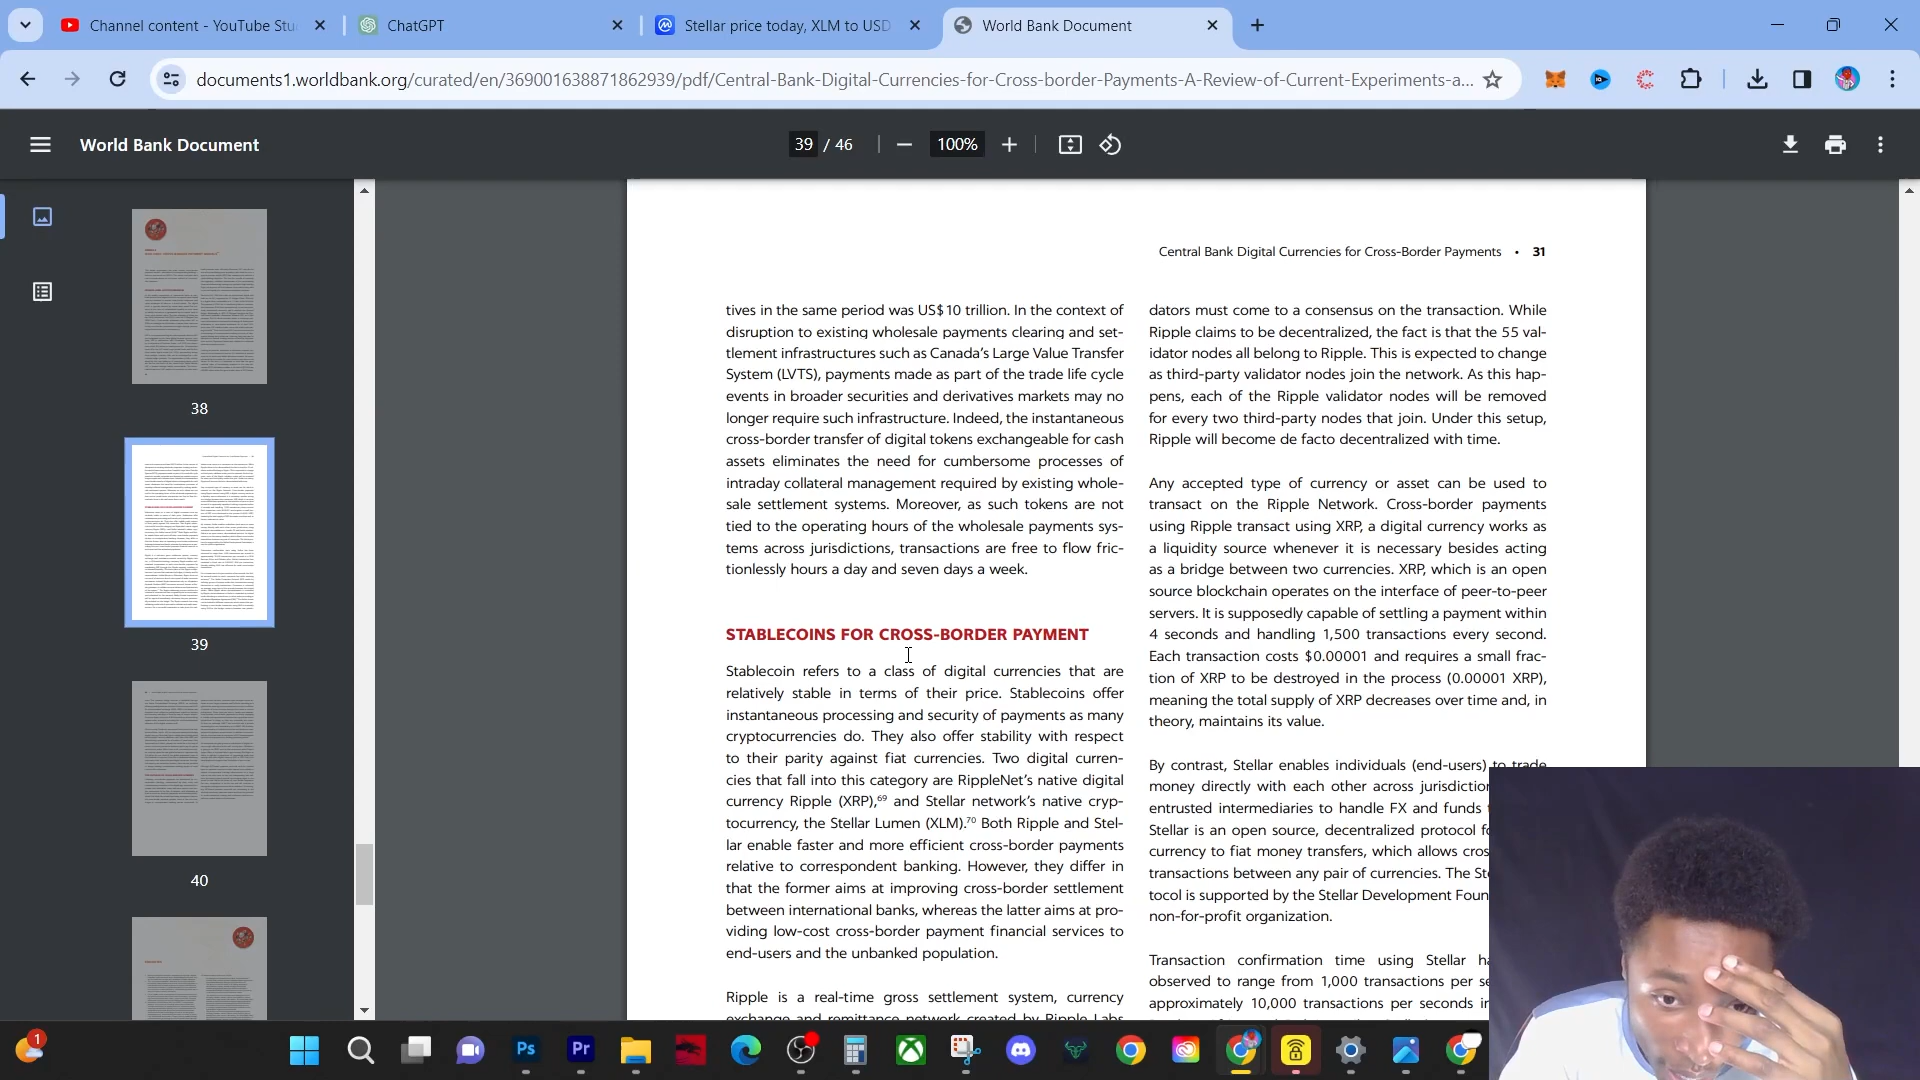 Channel content - YouTube Stu
ChatGPT
Stellar price today, XLM to USD
World Bank Document
documents1.worldbank.org/curated/en/369001638871862939/pdf/Central-Bank-Digital-Currencies-for-Cross-border-Payments-A-Review-of-Current-Experiments-a...
World Bank Document
39 / 46
100%
38
39
40
Central Bank Digital Currencies for Cross-Border Payments • 31
tives in the same period was US$10 trillion. In the context of
disruption to existing wholesale payments clearing and set-
tlement infrastructures such as Canada's Large Value Transfer
System (LVTS), payments made as part of the trade life cycle
events in broader securities and derivatives markets may no
longer require such infrastructure. Indeed, the instantaneous
cross-border transfer of digital tokens exchangeable for cash
assets eliminates the need for cumbersome processes of
intraday collateral management required by existing whole-
sale settlement systems. Moreover, as such tokens are not
tied to the operating hours of the wholesale payments sys-
tems across jurisdictions, transactions are free to flow fric-
tionlessly hours a day and seven days a week.
STABLECOINS FOR CROSS-BORDER PAYMENT
Stablecoin refers to a class of digital currencies that are
relatively stable in terms of their price. Stablecoins offer
instantaneous processing and security of payments as many
cryptocurrencies do. They also offer stability with respect
to their parity against fiat currencies. Two digital curren-
cies that fall into this category are RippleNet's native digital
currency Ripple (XRP),69 and Stellar network's native cryp-
tocurrency, the Stellar Lumen (XLM).70 Both Ripple and Stel-
lar enable faster and more efficient cross-border payments
relative to correspondent banking. However, they differ in
that the former aims at improving cross-border settlement
between international banks, whereas the latter aims at pro-
viding low-cost cross-border payment financial services to
end-users and the unbanked population.
Ripple is a real-time gross settlement system, currency
exchange and remittance network created by Ripple Labs
dators must come to a consensus on the transaction. While
Ripple claims to be decentralized, the fact is that the 55 val-
idator nodes all belong to Ripple. This is expected to change
as third-party validator nodes join the network. As this hap-
pens, each of the Ripple validator nodes will be removed
for every two third-party nodes that join. Under this setup,
Ripple will become de facto decentralized with time.
Any accepted type of currency or asset can be used to
transact on the Ripple Network. Cross-border payments
using Ripple transact using XRP, a digital currency works as
a liquidity source whenever it is necessary besides acting
as a bridge between two currencies. XRP, which is an open
source blockchain operates on the interface of peer-to-peer
servers. It is supposedly capable of settling a payment within
4 seconds and handling 1,500 transactions every second.
Each transaction costs $0.00001 and requires a small frac-
tion of XRP to be destroyed in the process (0.00001 XRP),
meaning the total supply of XRP decreases over time and, in
theory, maintains its value.
By contrast, Stellar enables individuals (end-users) to trade
money directly with each other across jurisdiction
entrusted intermediaries to handle FX and funds
Stellar is an open source, decentralized protocol f
currency to fiat money transfers, which allows cros
transactions between any pair of currencies. The St
tocol is supported by the Stellar Development Foun
non-for-profit organization.
Transaction confirmation time using Stellar ha
observed to range from 1,000 transactions per se
approximately 10,000 transactions per seconds in
1
Ps
Pr